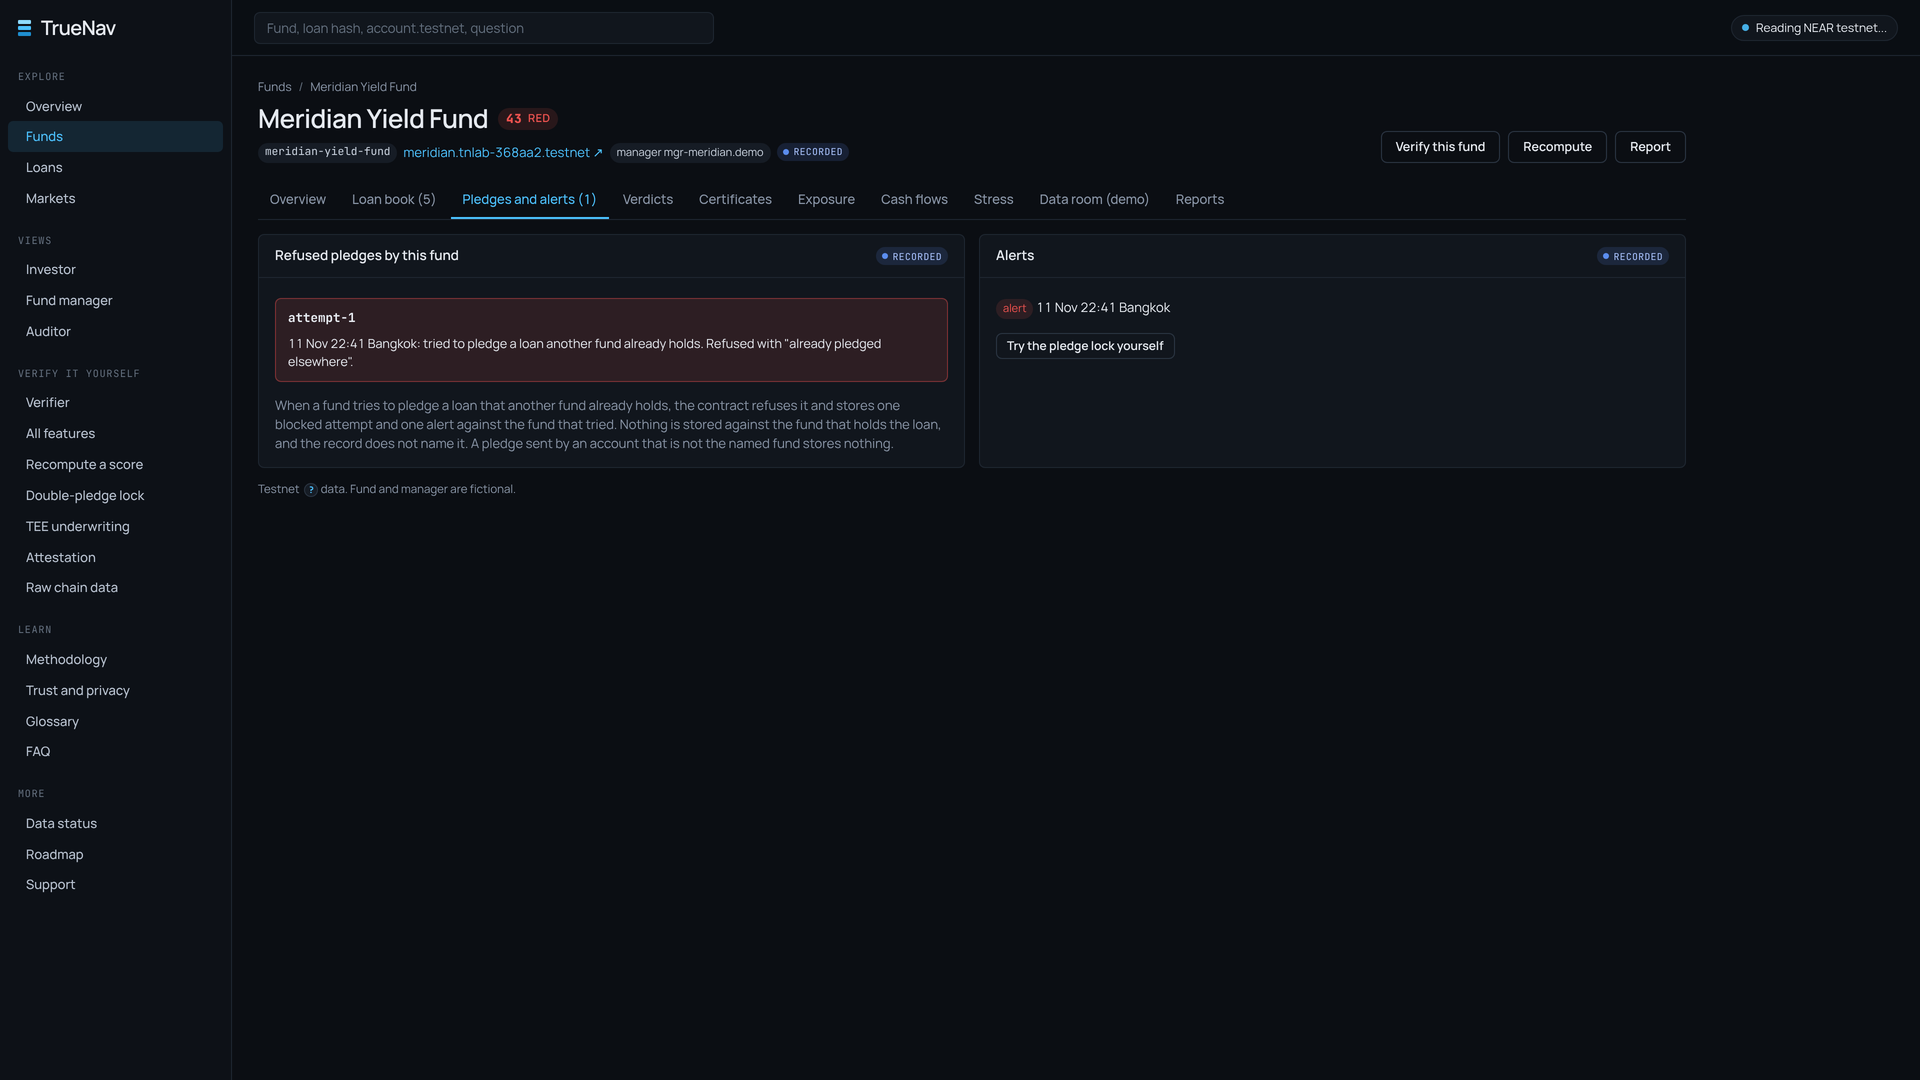 TrueNav
Fund, loan hash, account.testnet, question
Reading NEAR testnet...
EXPLORE
Overview
Funds
Loans
Markets
VIEWS
Investor
Fund manager
Auditor
VERIFY IT YOURSELF
Verifier
All features
Recompute a score
Double-pledge lock
TEE underwriting
Attestation
Raw chain data
LEARN
Methodology
Trust and privacy
Glossary
FAQ
MORE
Data status
Roadmap
Support
Funds / Meridian Yield Fund
Meridian Yield Fund 43 RED
meridian-yield-fund meridian.tnlab-368aa2.testnet ↗ manager mgr-meridian.demo RECORDED
Verify this fund Recompute Report
Overview Loan book (5) Pledges and alerts (1) Verdicts Certificates Exposure Cash flows Stress Data room (demo) Reports
Refused pledges by this fund RECORDED
attempt-1
11 Nov 22:41 Bangkok: tried to pledge a loan another fund already holds. Refused with "already pledged
elsewhere".
When a fund tries to pledge a loan that another fund already holds, the contract refuses it and stores one
blocked attempt and one alert against the fund that tried. Nothing is stored against the fund that holds the loan,
and the record does not name it. A pledge sent by an account that is not the named fund stores nothing.
Alerts RECORDED
alert 11 Nov 22:41 Bangkok
Try the pledge lock yourself
Testnet ? data. Fund and manager are fictional.